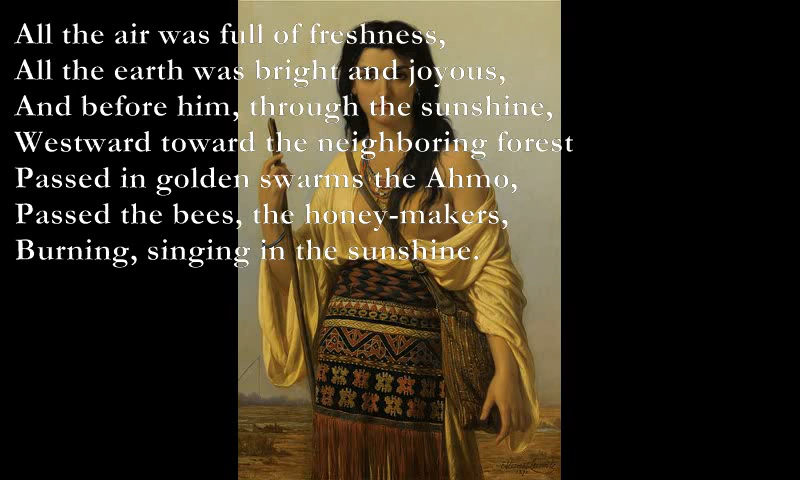 All the air was full of freshness,
All the earth was bright and joyous,
And before him, through the sunshine,
Westward toward the neighboring forest
Passed in golden swarms the Ahmo,
Passed the bees, the honey-makers,
Burning, singing in the sunshine.